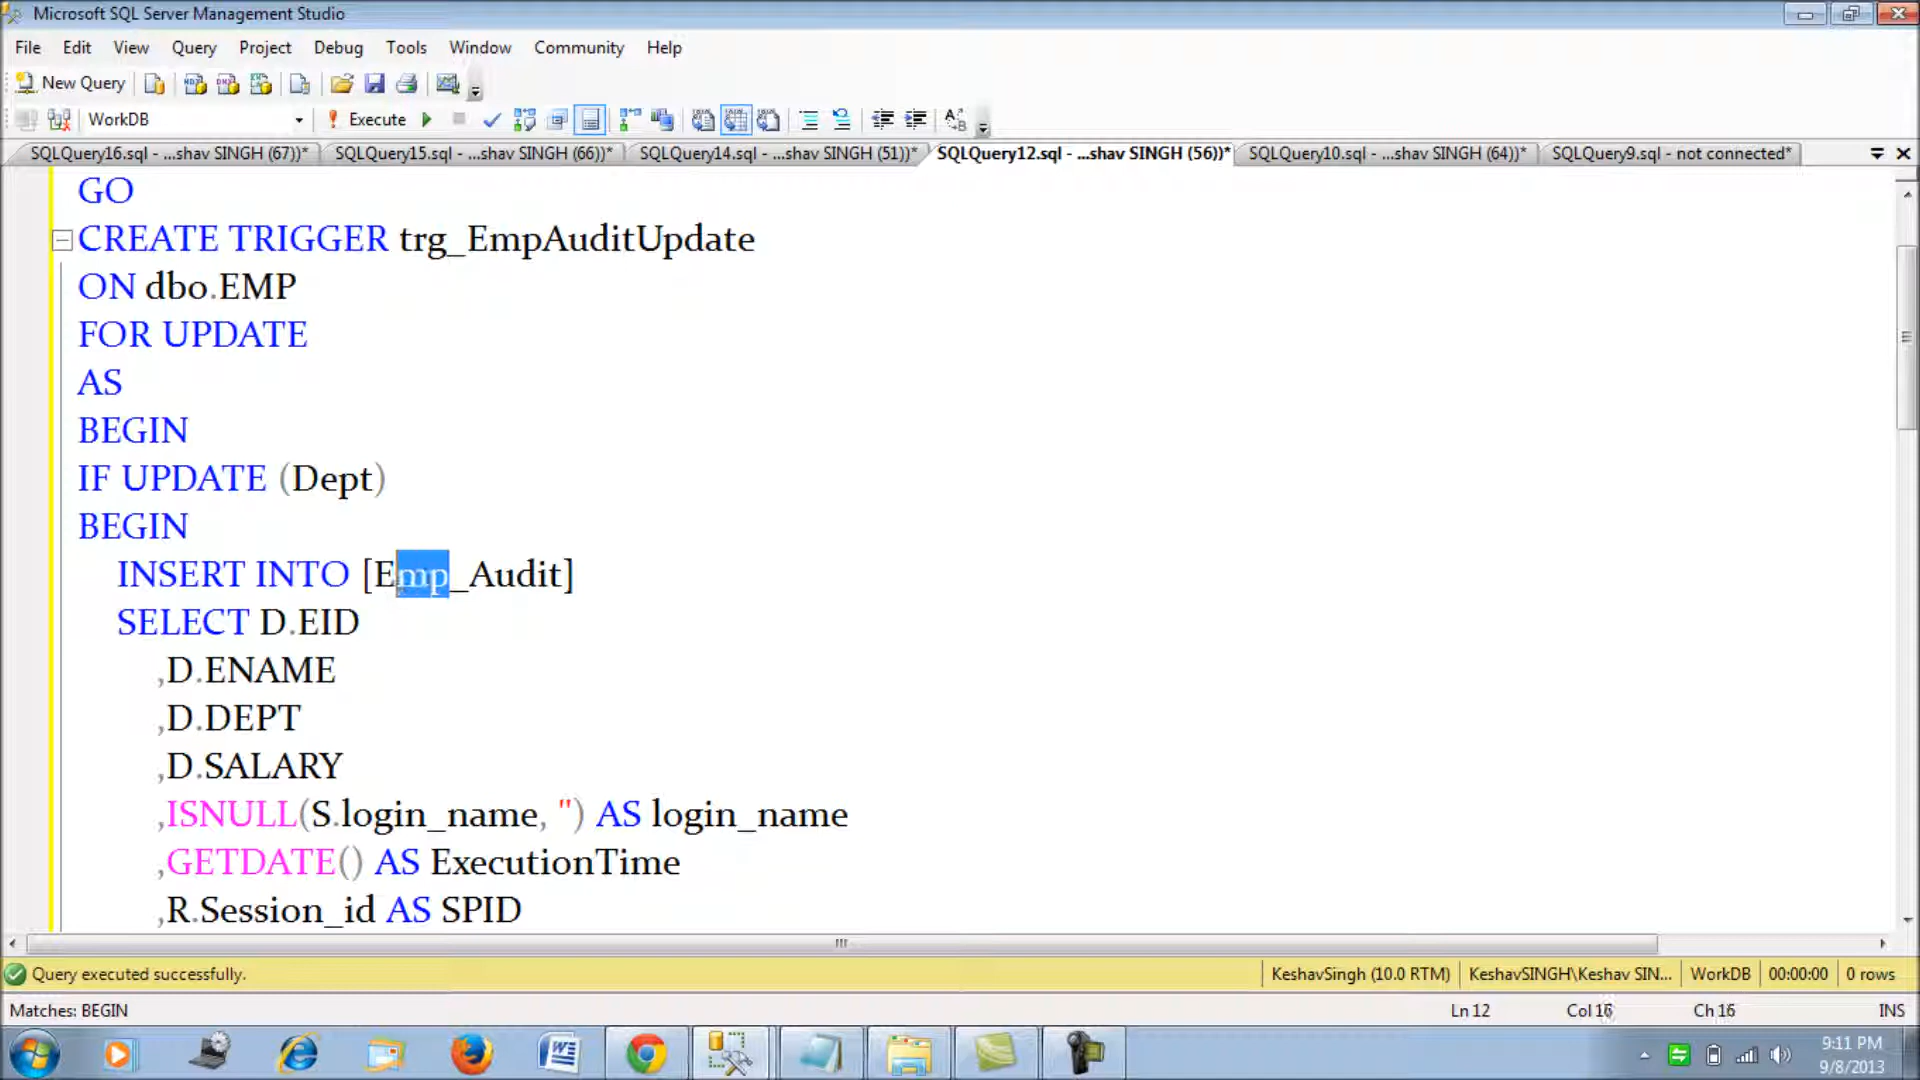 Microsoft SQL Server Management Studio
File Edit View Query Project Debug Tools Window Community Help
New Query
WorkDB Execute
SQLQuery16.sql - ...shav SINGH (67))* SQLQuery15.sql - ...shav SINGH (66))* SQLQuery14.sql - ...shav SINGH (51))* SQLQuery12.sql - ...shav SINGH (56))* SQLQuery10.sql - ...shav SINGH (64))* SQLQuery9.sql - not connected*
GO
CREATE TRIGGER trg_EmpAuditUpdate
ON dbo.EMP
FOR UPDATE
AS
BEGIN
IF UPDATE (Dept)
BEGIN
INSERT INTO [Emp_Audit]
SELECT D.EID
,D.ENAME
,D.DEPT
,D.SALARY
,ISNULL(S.login_name, '') AS login_name
,GETDATE() AS ExecutionTime
,R.Session_id AS SPID
Query executed successfully. KeshavSingh (10.0 RTM) KeshavSINGH\Keshav SIN... WorkDB 00:00:00 0 rows
Matches: BEGIN Ln 12 Col 16 Ch 16 INS
9:11 PM
9/8/2013